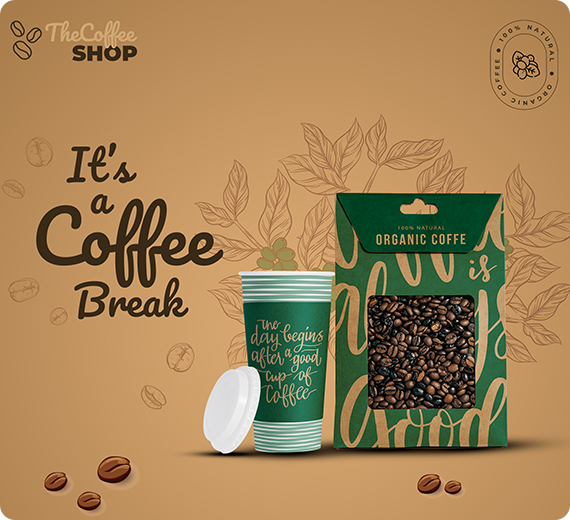 TheCoffee
SHOP
100% NATURAL
ORGANIC COFFEE
It's
a
Coffee
Break
100% NATURAL
ORGANIC COFFE
is
Good
the
day begins
after a good
cup of
Coffee